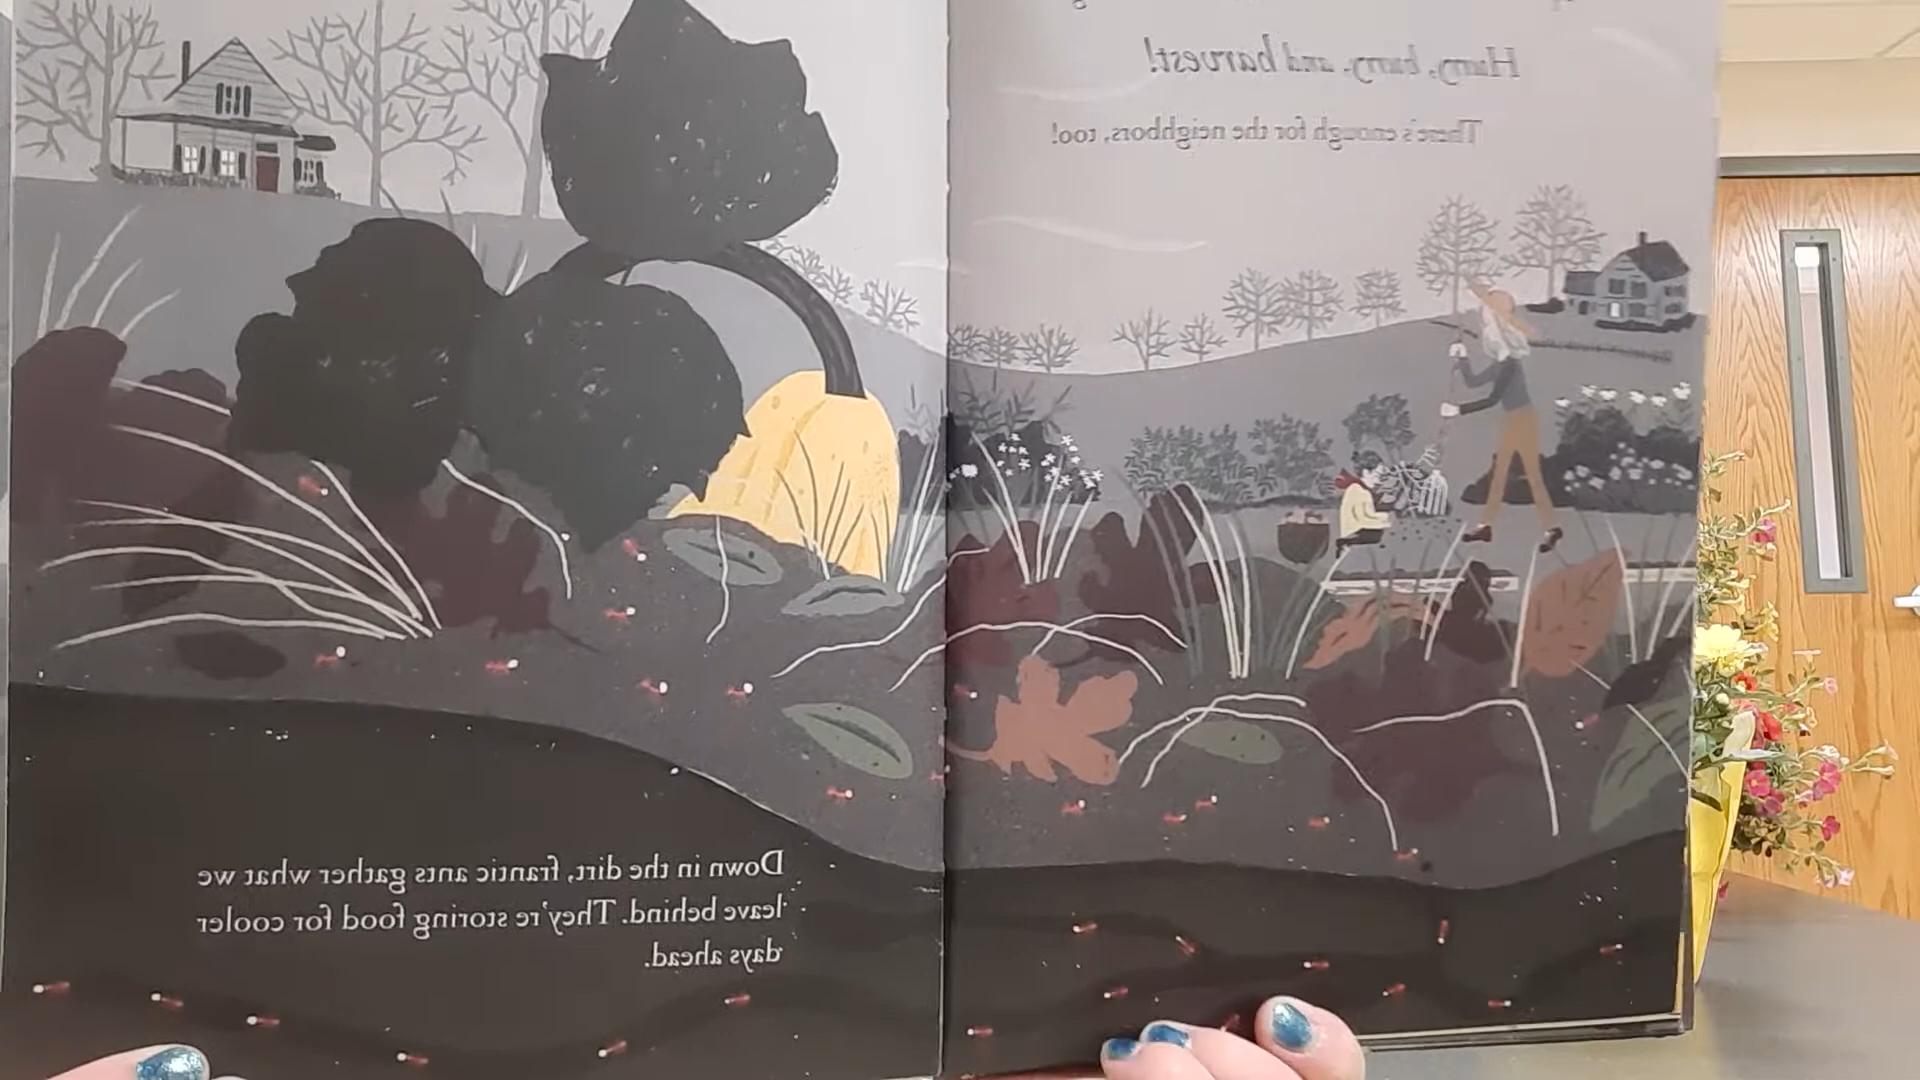 Hurry, hurry, and harvest!
There's enough for the neighbors, too!
Down in the dirt, frantic ants gather what we
leave behind. They're storing food for cooler
days ahead.